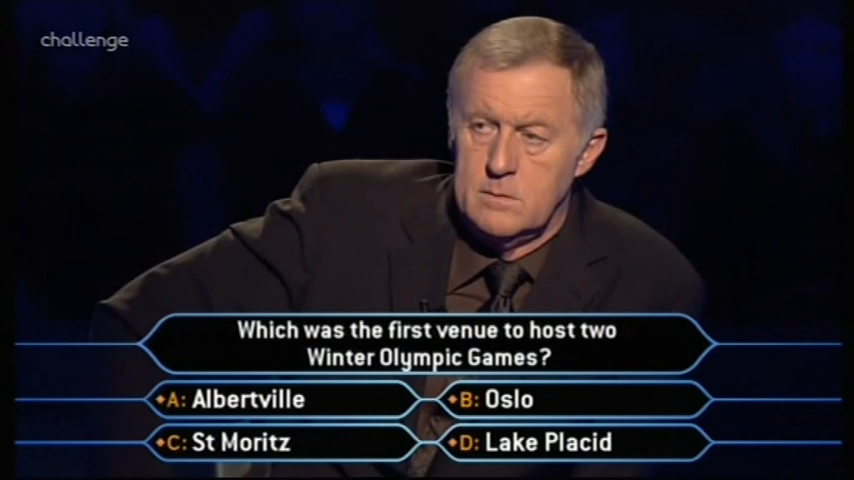 challenge
Which was the first venue to host two
Winter Olympic Games?
A: Albertville
B: Oslo
C: St Moritz
D: Lake Placid